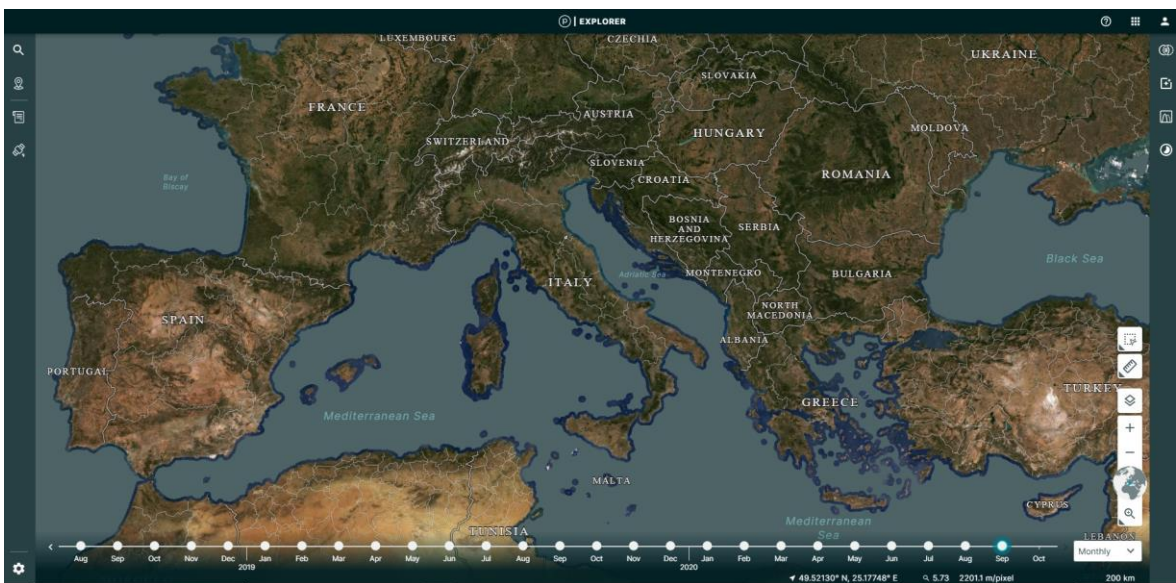 P | EXPLORER
LUXEMBOURG
CZECHIA
UKRAINE
SLOVAKIA
FRANCE
AUSTRIA
MOLDOVA
HUNGARY
SWITZERLAND
SLOVENIA
CROATIA
ROMANIA
Bay of
Biscay
BOSNIA
AND
HERZEGOVINA
SERBIA
Black Sea
Adriatic Sea
MONTENEGRO
BULGARIA
ITALY
NORTH
MACEDONIA
SPAIN
ALBANIA
PORTUGAL
TURKEY
GREECE
Mediterranean Sea
MALTA
CYPRUS
Mediterranean
Sea
TUNISIA
LEBANON
Aug Sep Oct Nov Dec Jan Feb Mar Apr May Jun Jul Aug Sep Oct Nov Dec Jan Feb Mar Apr May Jun Jul Aug Sep Oct
2019 2020
Monthly
49.52130° N, 25.17748° E 5.73 2201.1 m/pixel 200 km